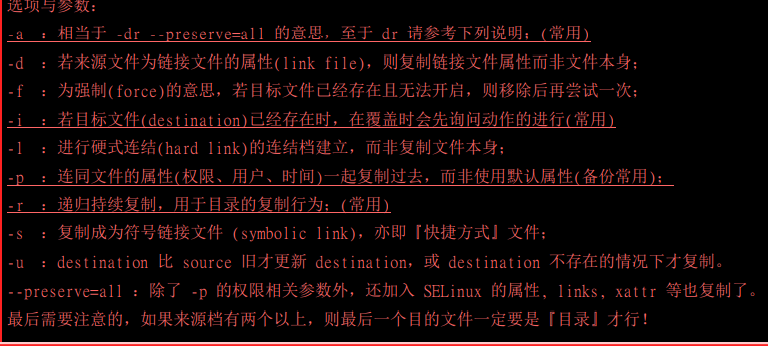 选项与参数：
-a  ：相当于 -dr --preserve=all 的意思，至于 dr 请参考下列说明；(常用)
-d  ：若来源文件为链接文件的属性(link file)，则复制链接文件属性而非文件本身；
-f  ：为强制(force)的意思，若目标文件已经存在且无法开启，则移除后再尝试一次；
-i  ：若目标文件(destination)已经存在时，在覆盖时会先询问动作的进行(常用)
-l  ：进行硬式连结(hard link)的连结档建立，而非复制文件本身；
-p  ：连同文件的属性(权限、用户、时间)一起复制过去，而非使用默认属性(备份常用)；
-r  ：递归持续复制，用于目录的复制行为；(常用)
-s  ：复制成为符号链接文件 (symbolic link)，亦即『快捷方式』文件；
-u  ：destination 比 source 旧才更新 destination，或 destination 不存在的情况下才复制。
--preserve=all ：除了 -p 的权限相关参数外，还加入 SELinux 的属性, links, xattr 等也复制了。
最后需要注意的，如果来源档有两个以上，则最后一个目的文件一定要是『目录』才行！